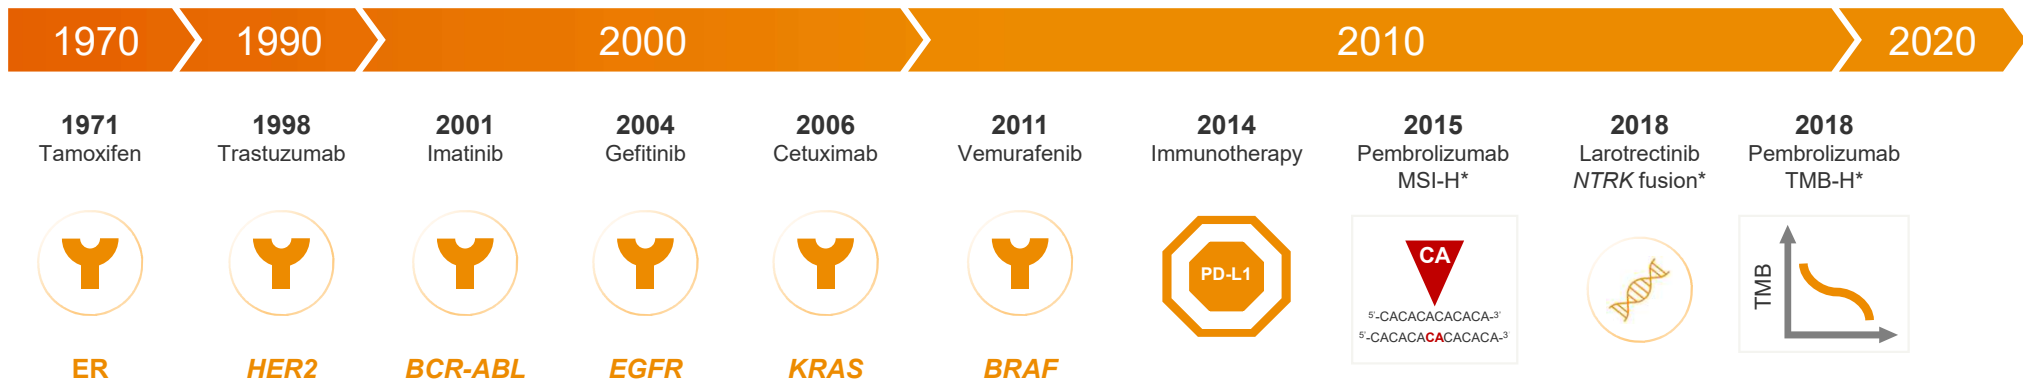 1970
1990
2000
2010
2020
1971
Tamoxifen
1998
Trastuzumab
2001
Imatinib
2004
Gefitinib
2006
Cetuximab
2011
Vemurafenib
2014
Immunotherapy
2015
Pembrolizumab
MSI-H*
2018
Larotrectinib
NTRK fusion*
2018
Pembrolizumab
TMB-H*
PD-L1
CA
5'-CACACACACACA-3'
5'-CACACACACACACA-3'
TMB
ER
HER2
BCR-ABL
EGFR
KRAS
BRAF